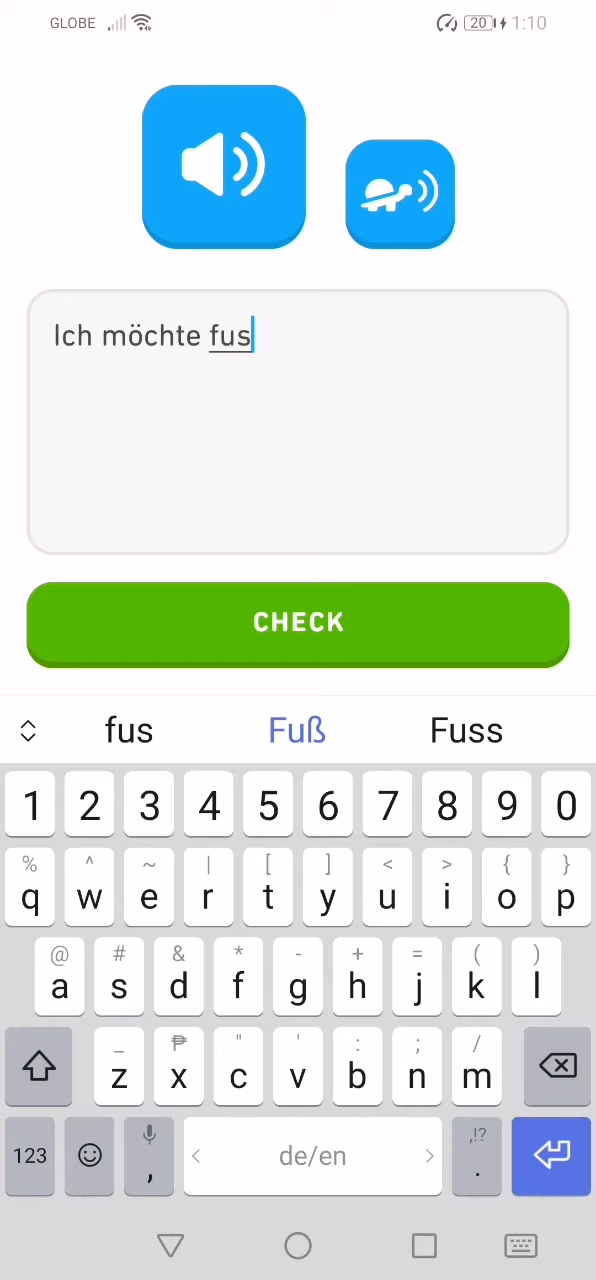 GLOBE 20 1:10
Ich möchte fus
CHECK
fus Fuß Fuss
1 2 3 4 5 6 7 8 9 0
% ^ ~ | [ ] < > { }
q w e r t y u i o p
@ # & * - + = ( )
a s d f g h j k l
_ ₱ " ' : ; /
z x c v b n m
123 , < de/en > ,!? .